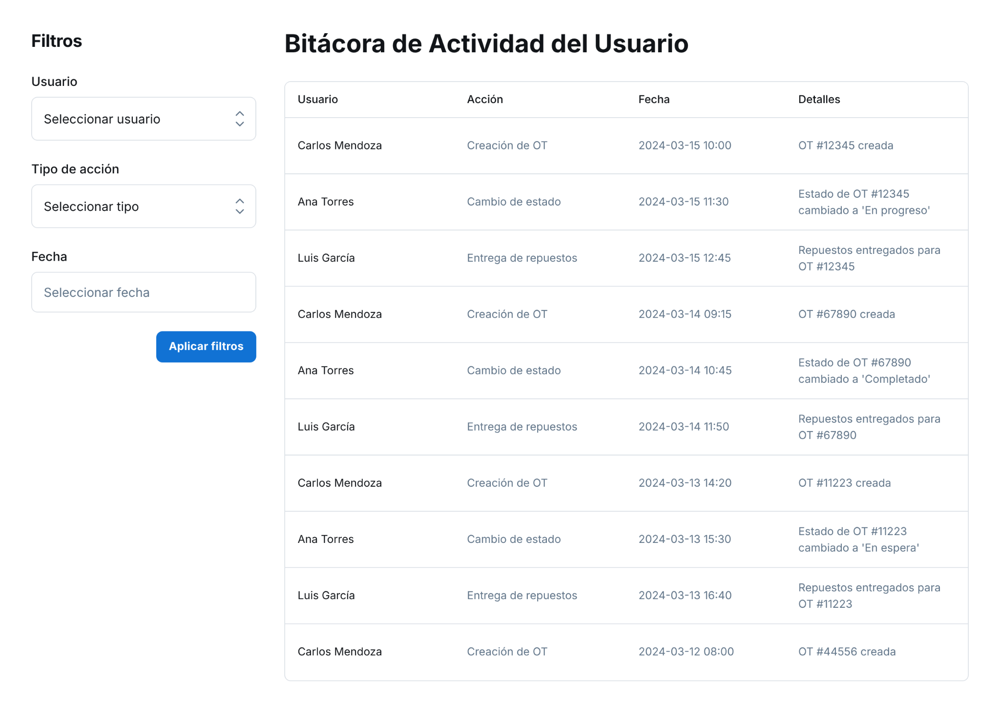 Filtros
Usuario
Seleccionar usuario
Tipo de acción
Seleccionar tipo
Fecha
Seleccionar fecha
Aplicar filtros
Bitácora de Actividad del Usuario
Usuario Acción Fecha Detalles
Carlos Mendoza Creación de OT 2024-03-15 10:00 OT #12345 creada
Ana Torres Cambio de estado 2024-03-15 11:30 Estado de OT #12345
cambiado a 'En progreso'
Luis García Entrega de repuestos 2024-03-15 12:45 Repuestos entregados para
OT #12345
Carlos Mendoza Creación de OT 2024-03-14 09:15 OT #67890 creada
Ana Torres Cambio de estado 2024-03-14 10:45 Estado de OT #67890
cambiado a 'Completado'
Luis García Entrega de repuestos 2024-03-14 11:50 Repuestos entregados para
OT #67890
Carlos Mendoza Creación de OT 2024-03-13 14:20 OT #11223 creada
Ana Torres Cambio de estado 2024-03-13 15:30 Estado de OT #11223
cambiado a 'En espera'
Luis García Entrega de repuestos 2024-03-13 16:40 Repuestos entregados para
OT #11223
Carlos Mendoza Creación de OT 2024-03-12 08:00 OT #44556 creada